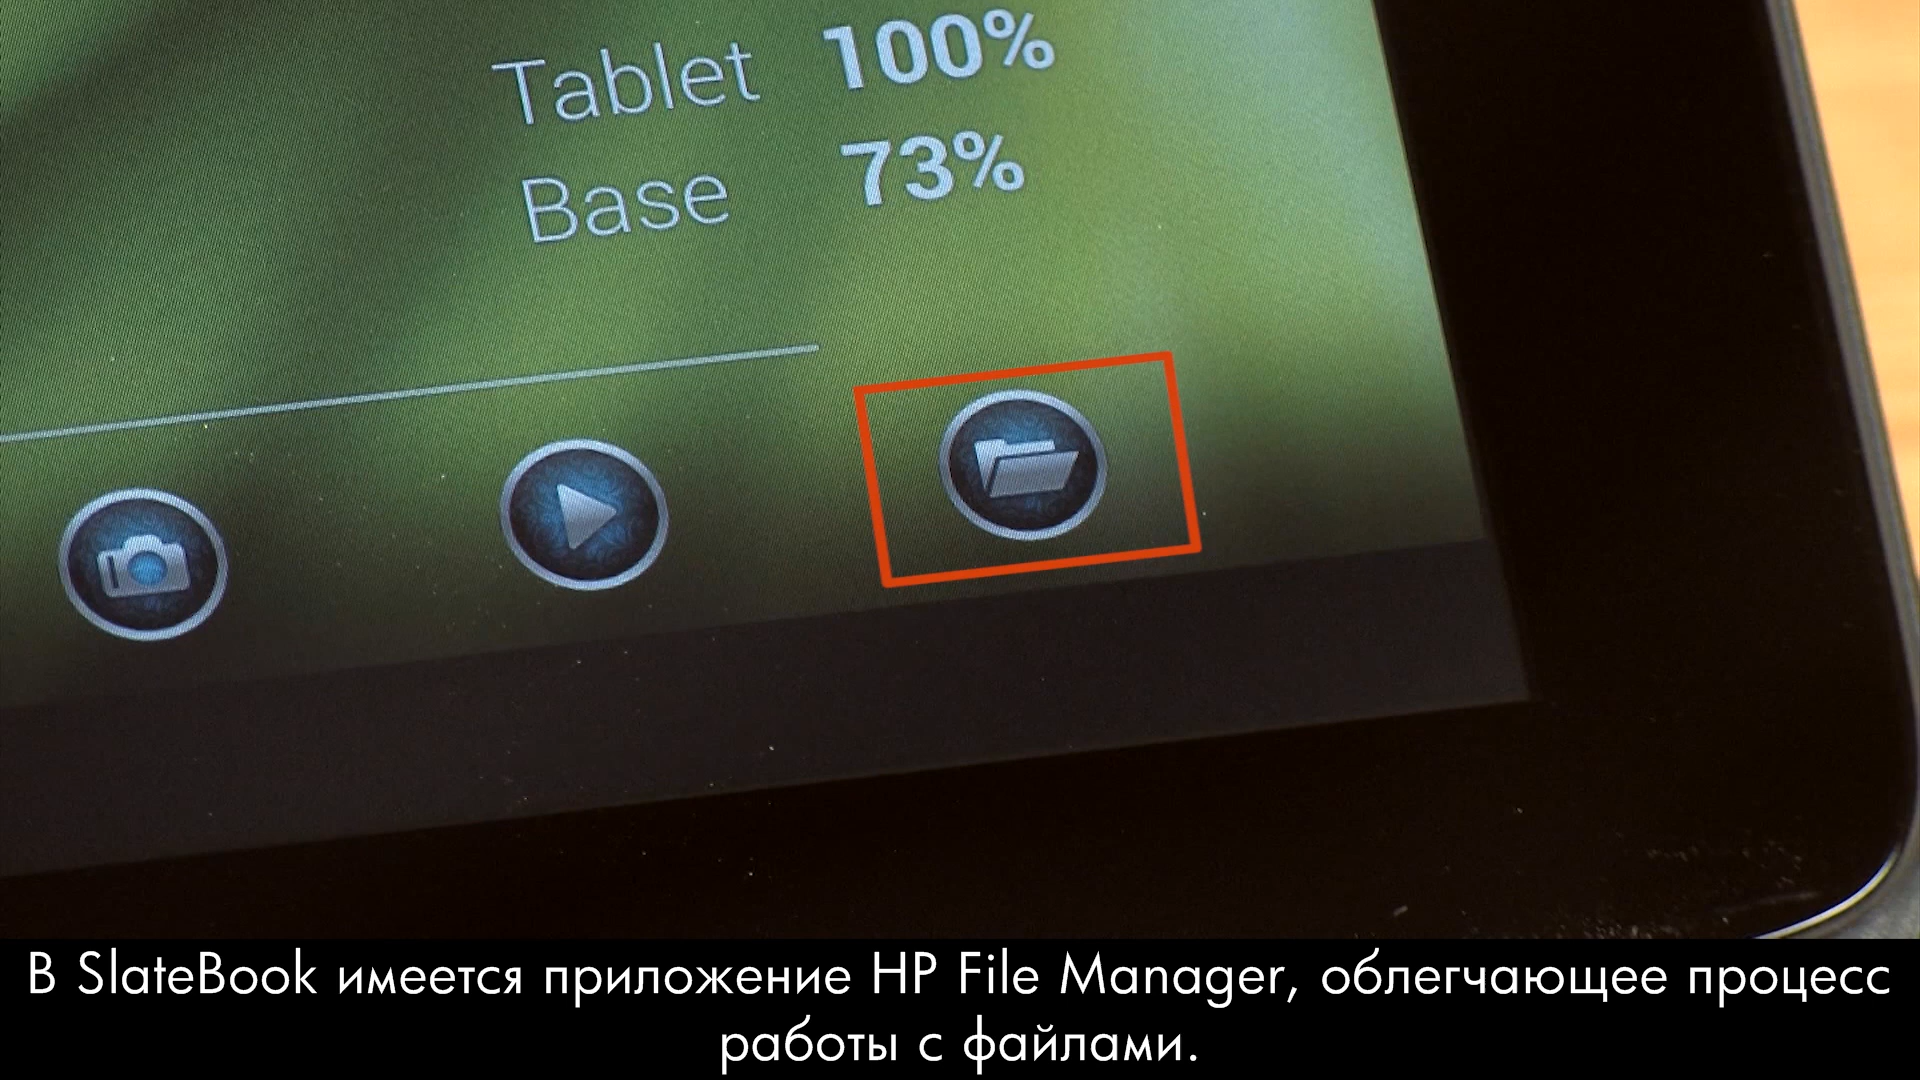 Tablet 100%
Base 73%
В SlateBook имеется приложение HP File Manager, облегчающее процесс
работы с файлами.